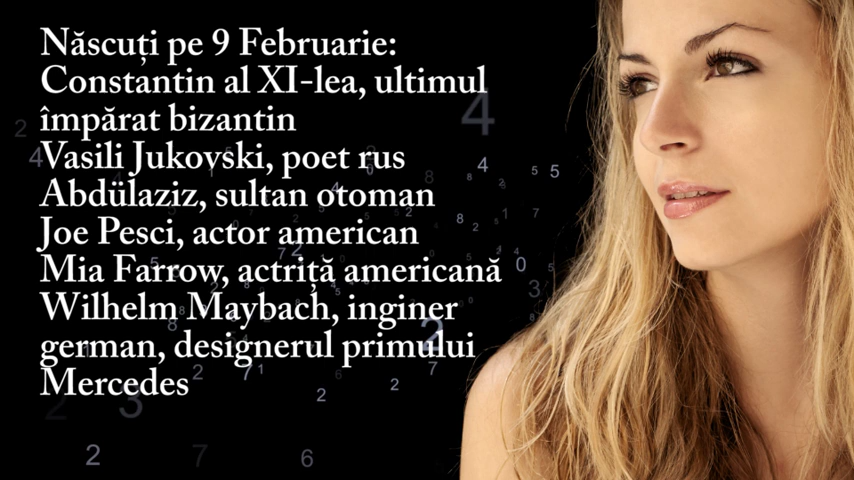 Născuți pe 9 Februarie:
Constantin al XI-lea, ultimul
împărat bizantin
Vasili Jukovski, poet rus
Abdülaziz, sultan otoman
Joe Pesci, actor american
Mia Farrow, actriță americană
Wilhelm Maybach, inginer
german, designerul primului
Mercedes